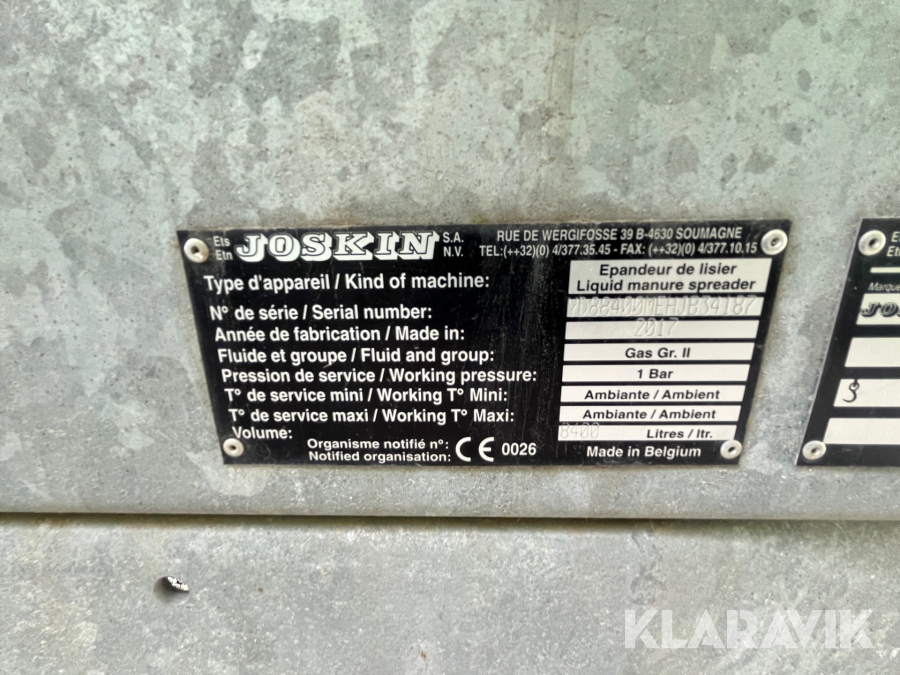 Ets
Etn
JOSKIN
S.A.
N.V.
RUE DE WERGIFOSSE 39 B-4630 SOUMAGNE
TEL:(++32)(0) 4/377.35.45 - FAX: (++32)(0) 4/377.10.15
Type d'appareil / Kind of machine:
Epandeur de lisier
Liquid manure spreader
N° de série / Serial number:
Année de fabrication / Made in: 2017
Fluide et groupe / Fluid and group: Gas Gr. II
Pression de service / Working pressure: 1 Bar
T° de service mini / Working T° Mini: Ambiante / Ambient
T° de service maxi / Working T° Maxi: Ambiante / Ambient
Volume: 8400 Litres / ltr.
Organisme notifié n°:
Notified organisation: CE 0026
Made in Belgium
KLARAVIK